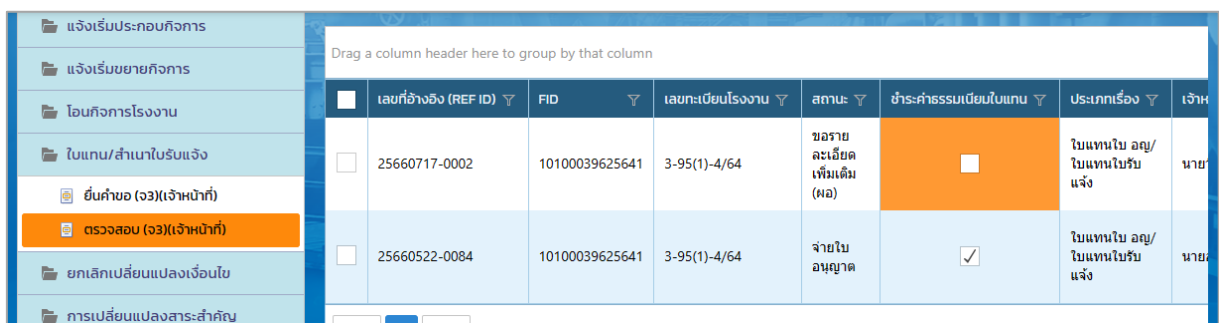 แจ้งเริ่มประกอบกิจการ
แจ้งเริ่มขยายกิจการ
โอนกิจการโรงงาน
ใบแทน/สำเนาใบรับแจ้ง
ยื่นคำขอ (จ3)(เจ้าหน้าที่)
ตรวจสอบ (จ3)(เจ้าหน้าที่)
ยกเลิกเปลี่ยนแปลงเงื่อนไข
การเปลี่ยนแปลงสาระสำคัญ
Drag a column header here to group by that column
เลขที่อ้างอิง (REF ID) FID เลขทะเบียนโรงงาน สถานะ ชำระค่าธรรมเนียมใบแทน ประเภทเรื่อง
25660717-0002 10100039625641 3-95(1)-4/64
ขอราย
ละเอียด
เพิ่มเติม
(ผอ)
ใบแทนใบ อญ/
ใบแทนใบรับ
แจ้ง
25660522-0084 10100039625641 3-95(1)-4/64
จ่ายใบ
อนุญาต
ใบแทนใบ อญ/
ใบแทนใบรับ
แจ้ง